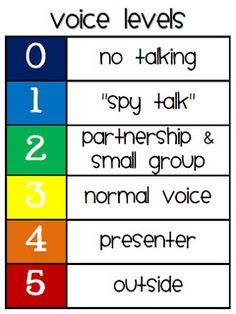 voice levels
0 no talking
1 "spy talk"
2 partnership &
small group
3 normal voice
4 presenter
5 outside